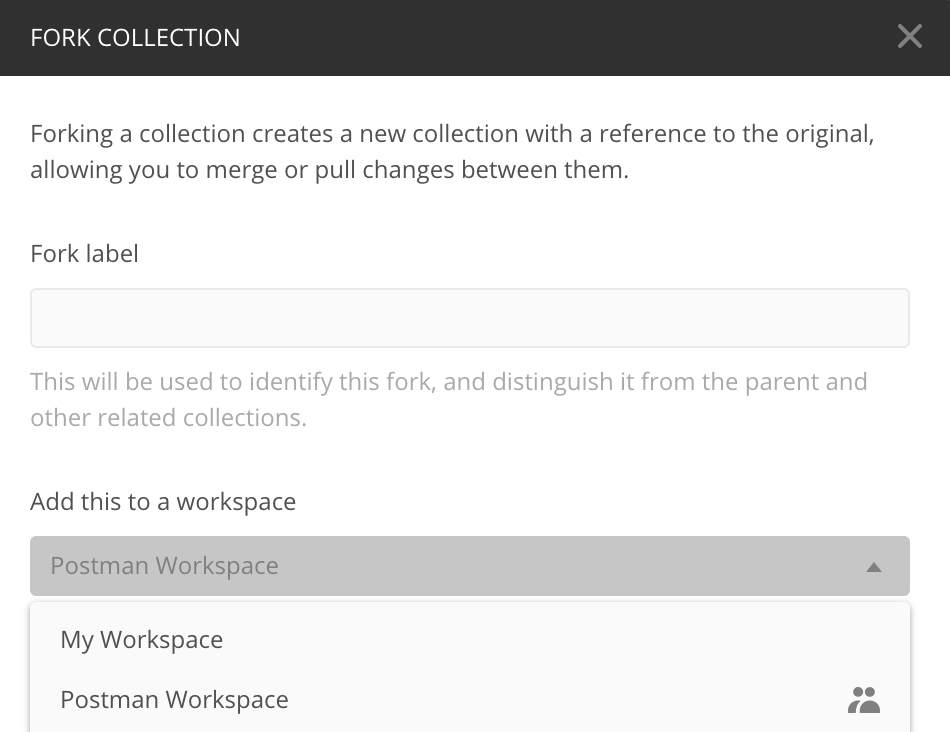 FORK COLLECTION
Forking a collection creates a new collection with a reference to the original,
allowing you to merge or pull changes between them.
Fork label
This will be used to identify this fork, and distinguish it from the parent and
other related collections.
Add this to a workspace
Postman Workspace
My Workspace
Postman Workspace